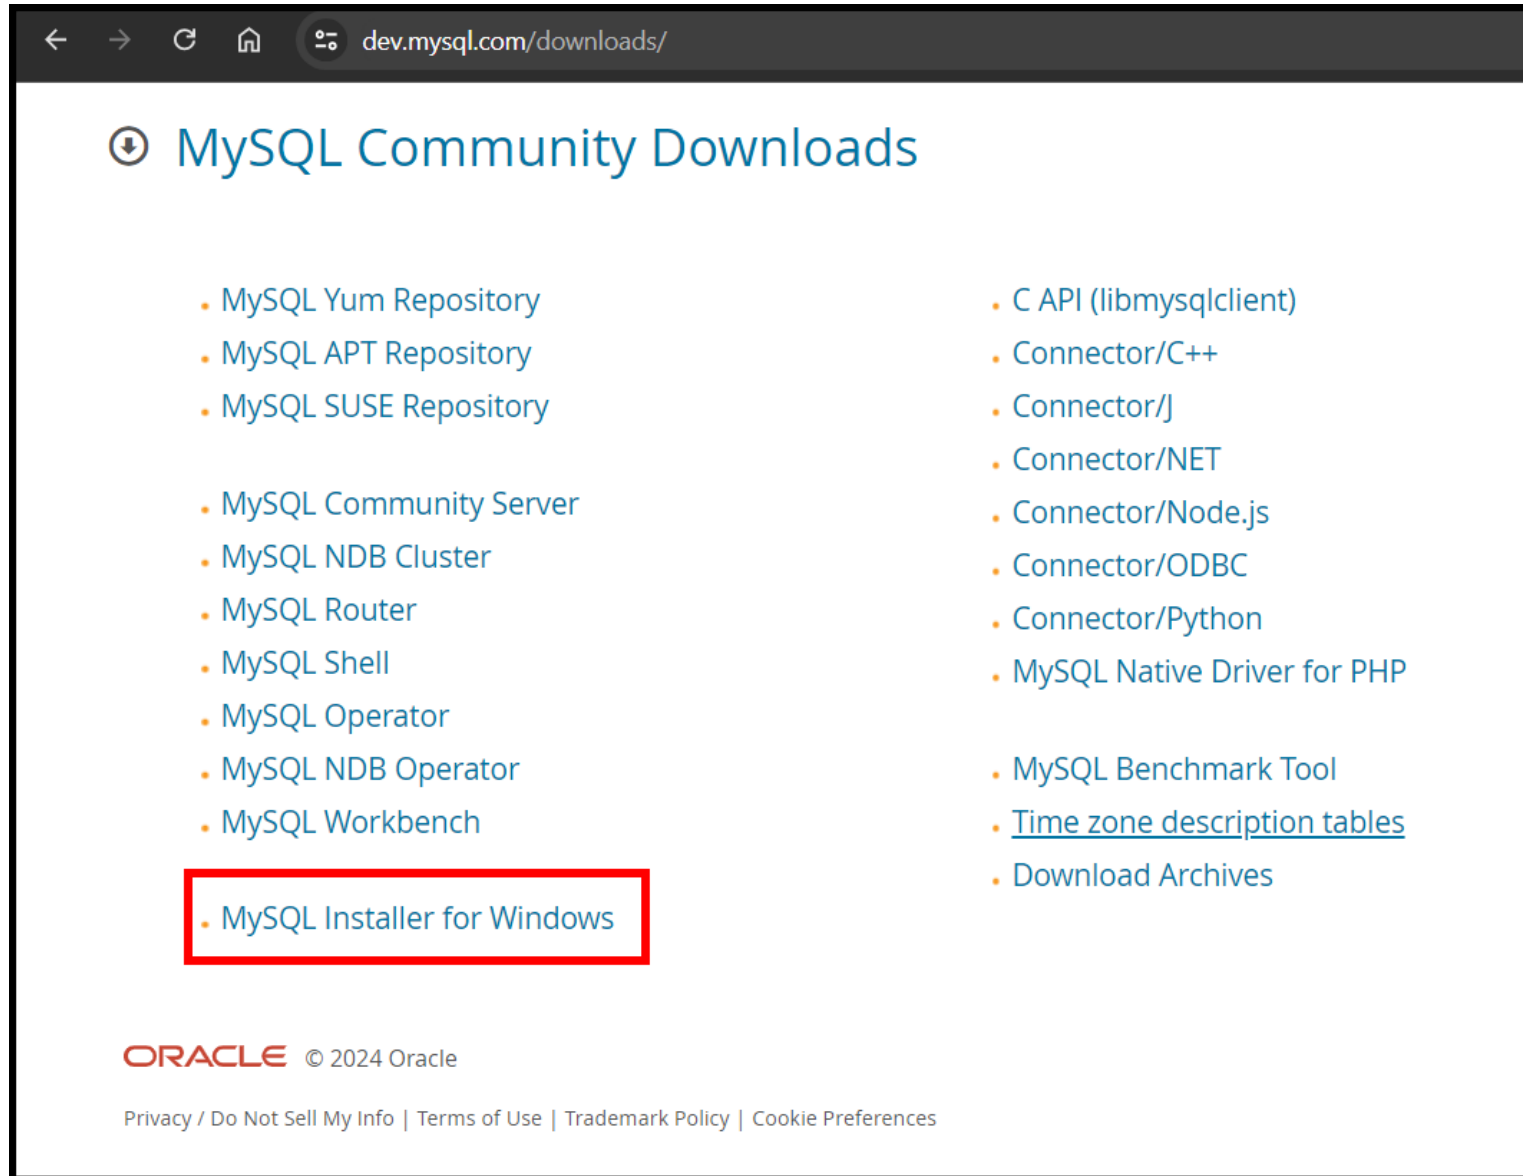 dev.mysql.com/downloads/
MySQL Community Downloads
MySQL Yum Repository
MySQL APT Repository
MySQL SUSE Repository
MySQL Community Server
MySQL NDB Cluster
MySQL Router
MySQL Shell
MySQL Operator
MySQL NDB Operator
MySQL Workbench
MySQL Installer for Windows
C API (libmysqlclient)
Connector/C++
Connector/J
Connector/NET
Connector/Node.js
Connector/ODBC
Connector/Python
MySQL Native Driver for PHP
MySQL Benchmark Tool
Time zone description tables
Download Archives
ORACLE © 2024 Oracle
Privacy / Do Not Sell My Info | Terms of Use | Trademark Policy | Cookie Preferences